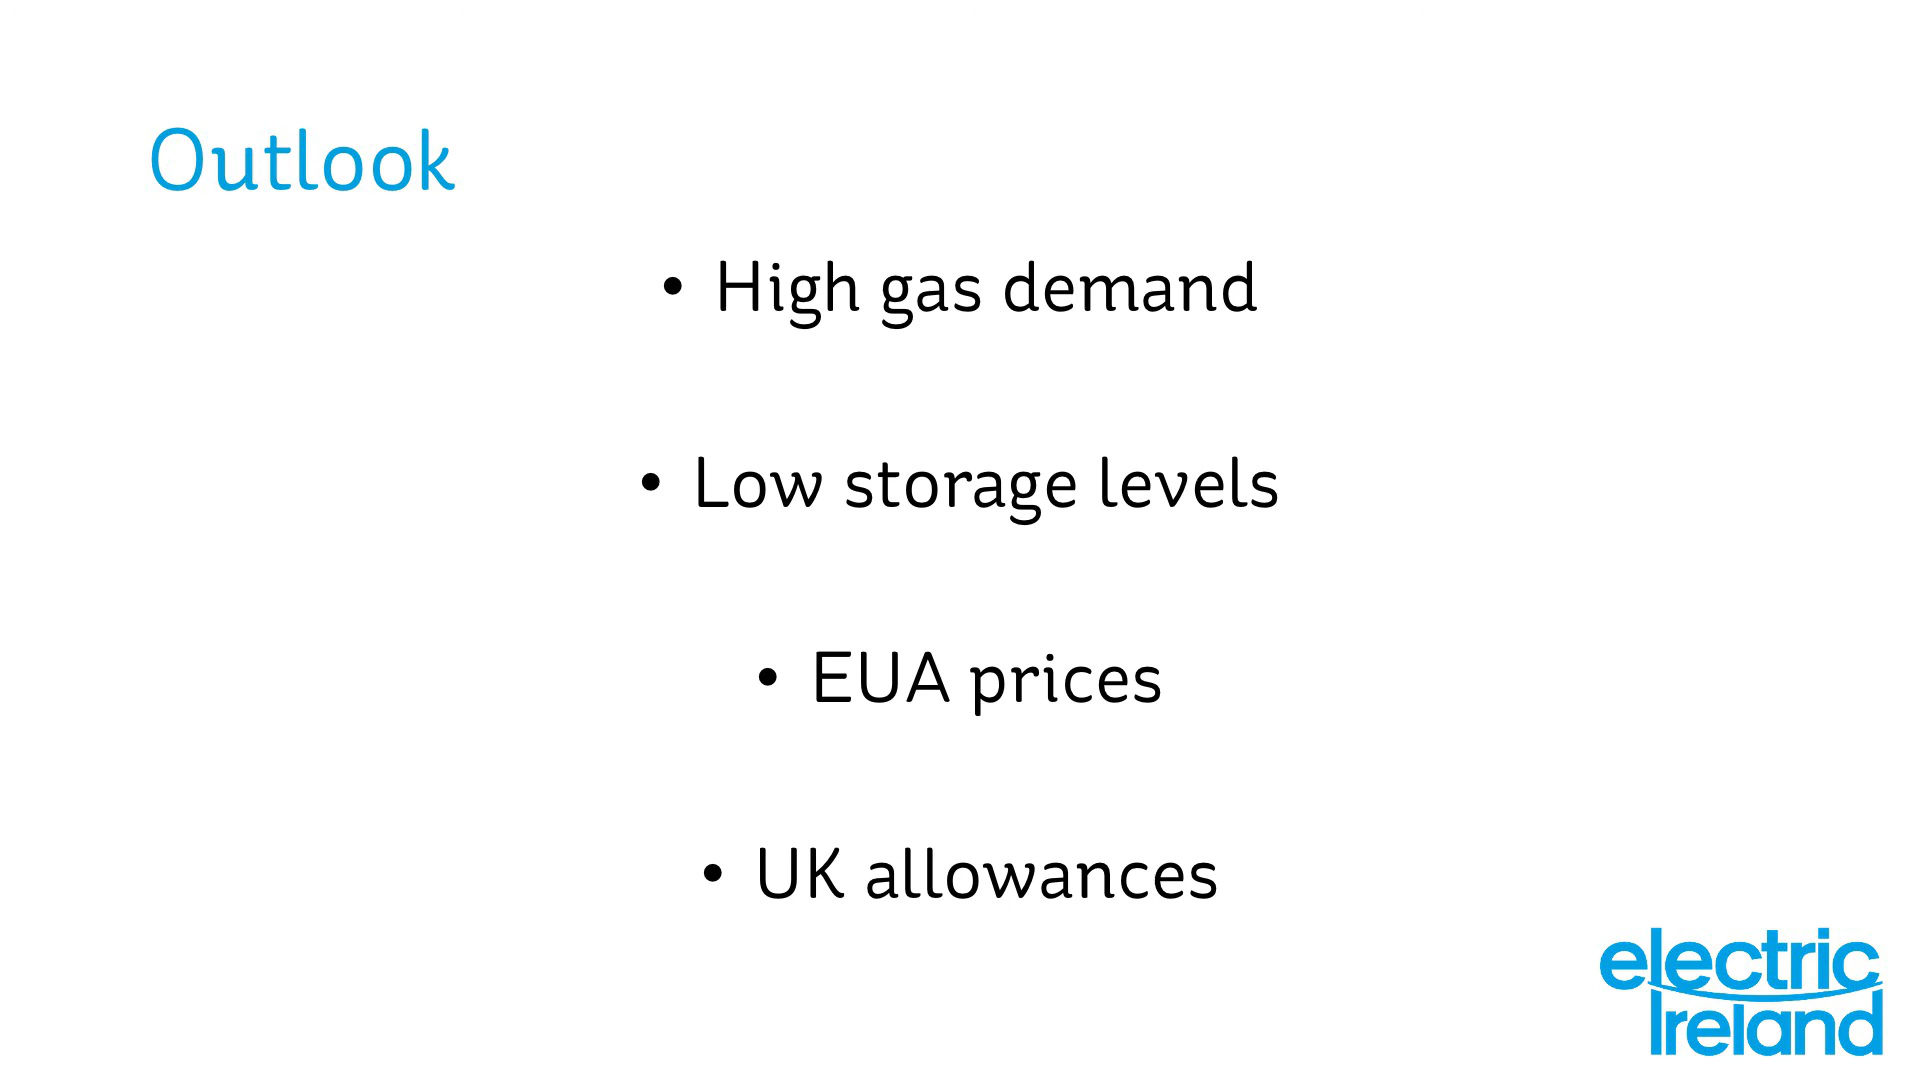 Outlook
• High gas demand
• Low storage levels
• EUA prices
• UK allowances
electric
Ireland